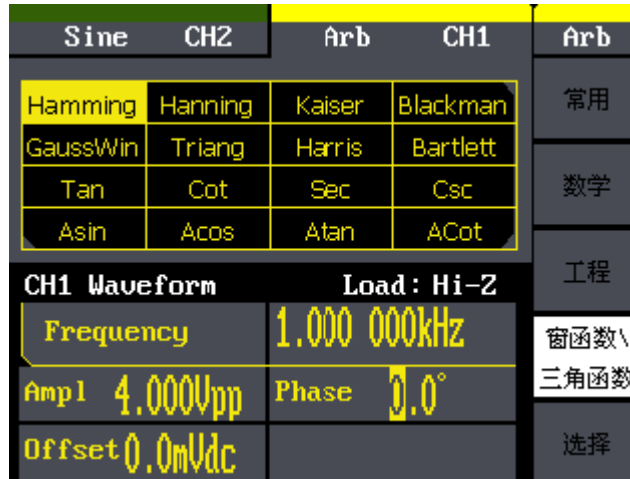 Sine CH2 Arb CH1 Arb
Hamming Hanning Kaiser Blackman
GaussWin Triang Harris Bartlett
Tan Cot Sec Csc
Asin Acos Atan ACot
CH1 Waveform Load: Hi-Z
Frequency 1.000 000kHz
Ampl 4.000Vpp Phase 0.0°
Offset 0.0mVdc
常用
数学
工程
窗函数\
三角函数
选择